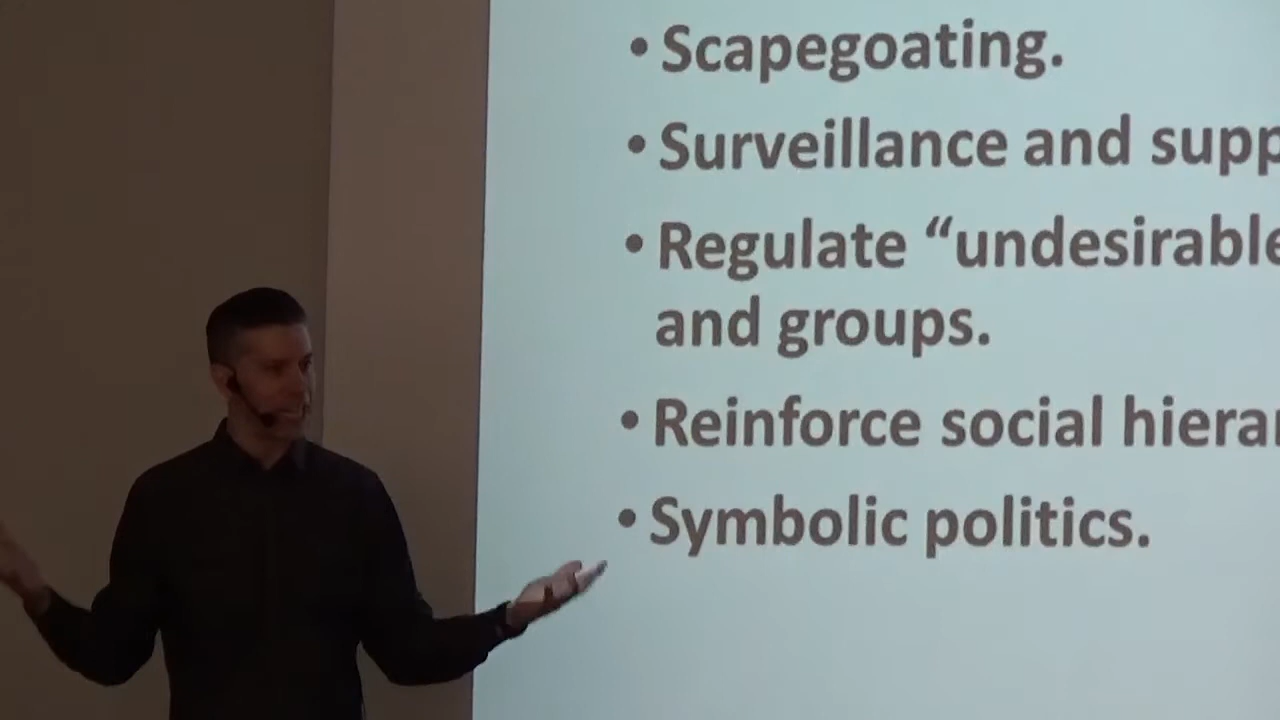 • Scapegoating.
• Surveillance and supp
• Regulate “undesirable
and groups.
• Reinforce social hierar
• Symbolic politics.